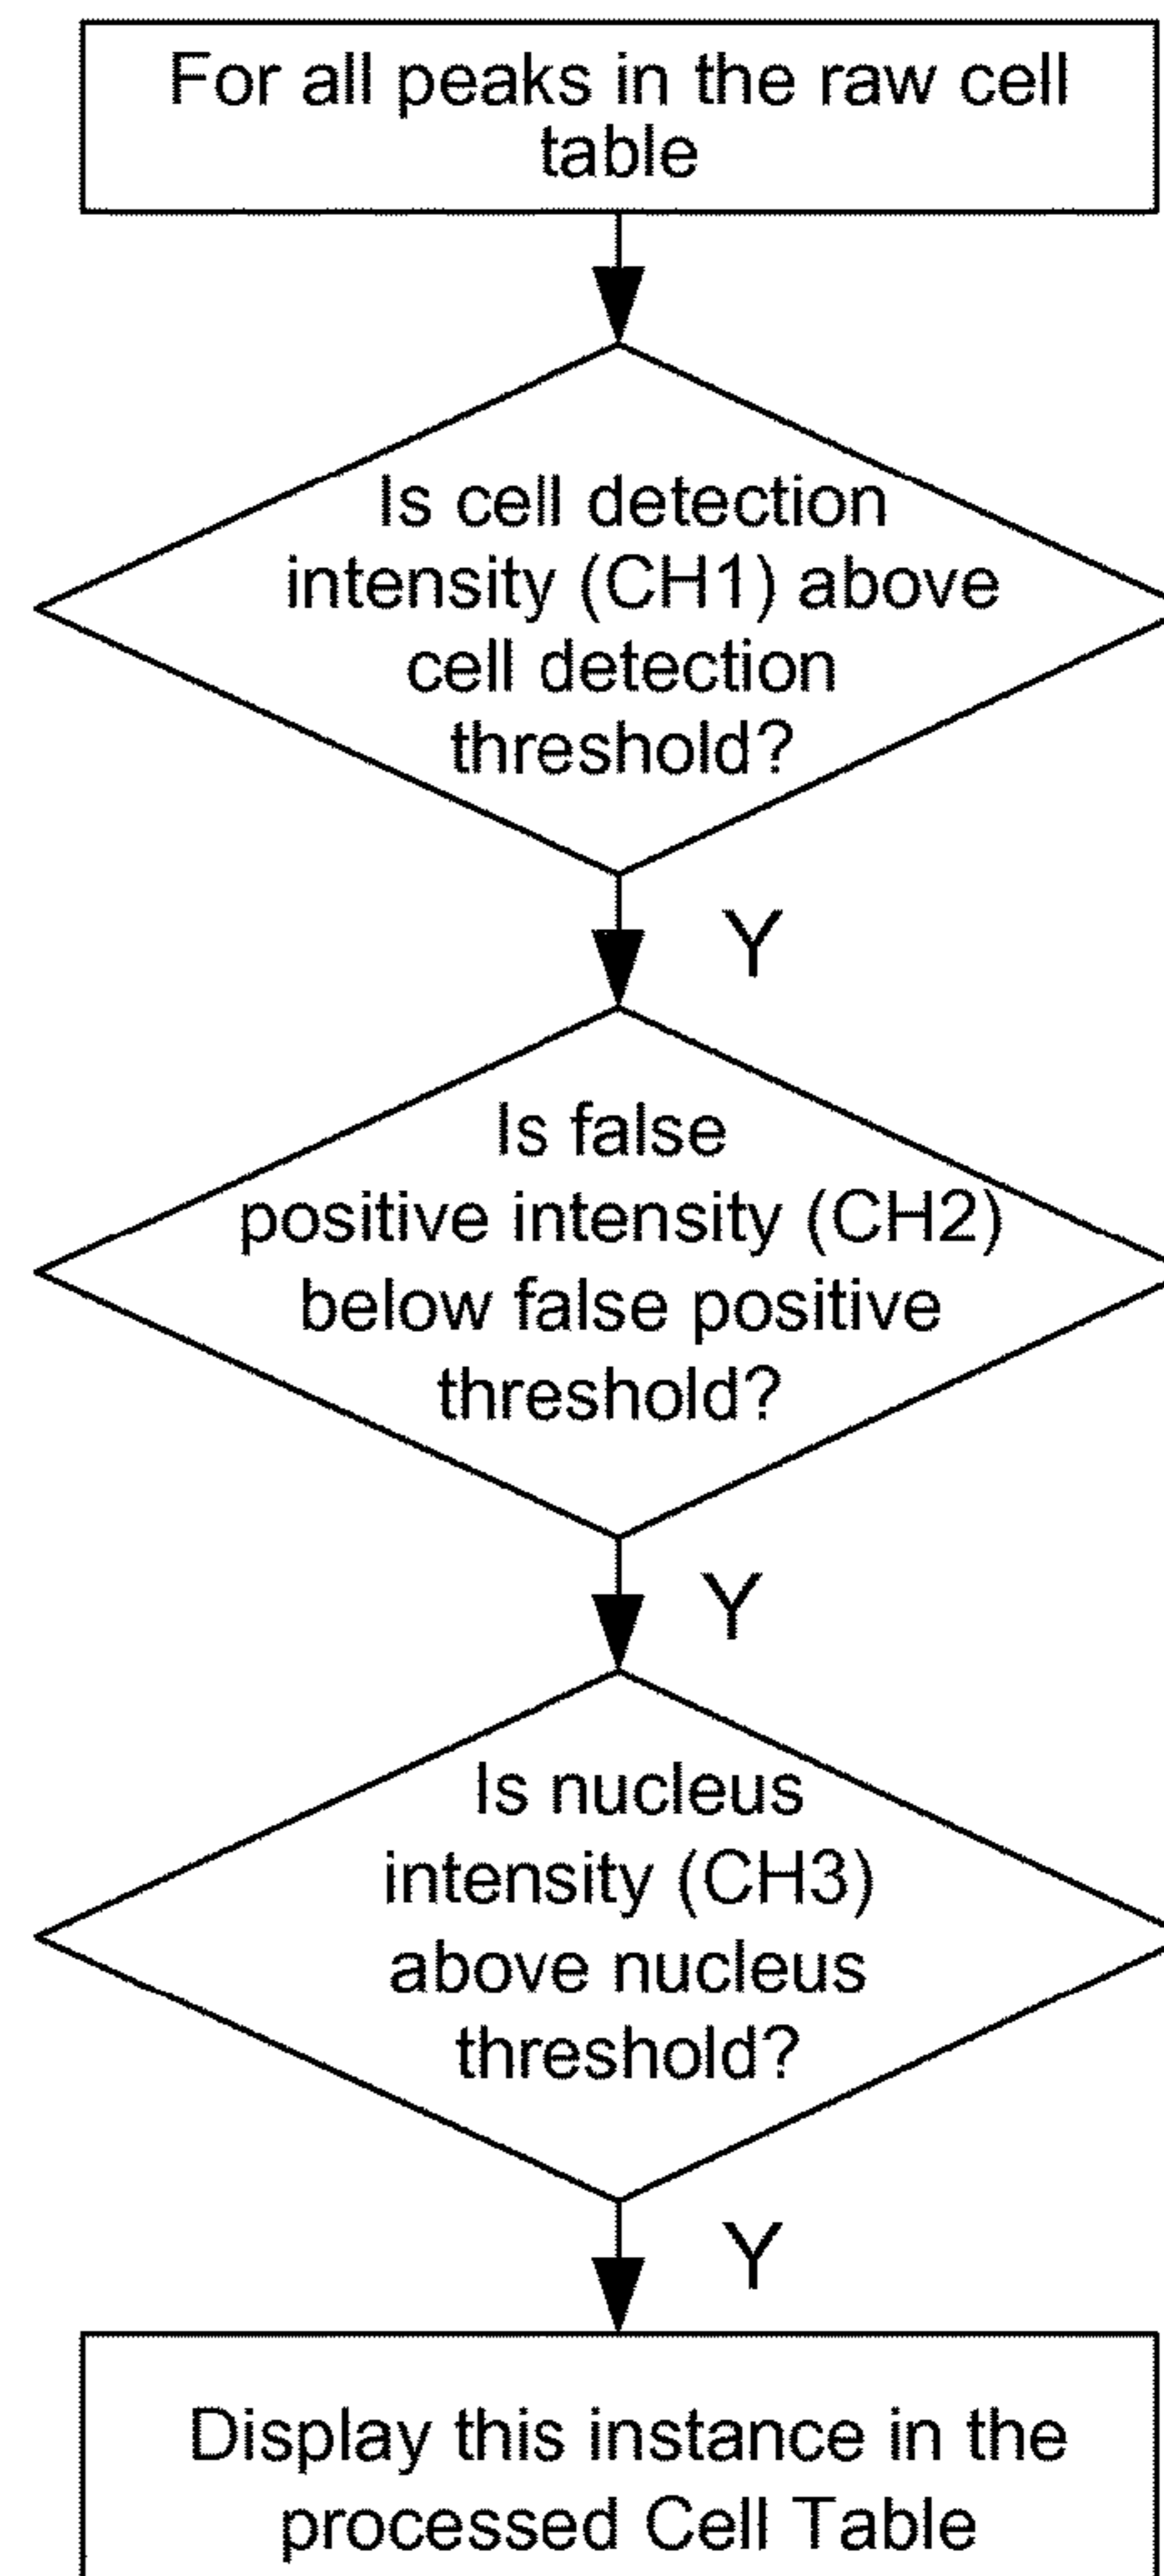 For all peaks in the raw cell
table
Is cell detection
intensity (CH1) above
cell detection
threshold?
Y
Is false
positive intensity (CH2)
below false positive
threshold?
Y
Is nucleus
intensity (CH3)
above nucleus
threshold?
Y
Display this instance in the
processed Cell Table